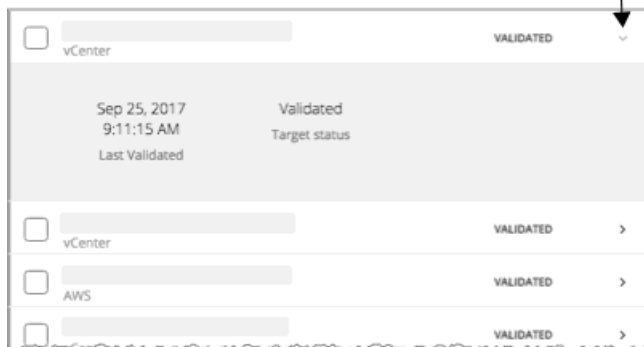 VALIDATED
vCenter
Sep 25, 2017 Validated
9:11:15 AM Target status
Last Validated
VALIDATED
vCenter
VALIDATED
AWS
VALIDATED